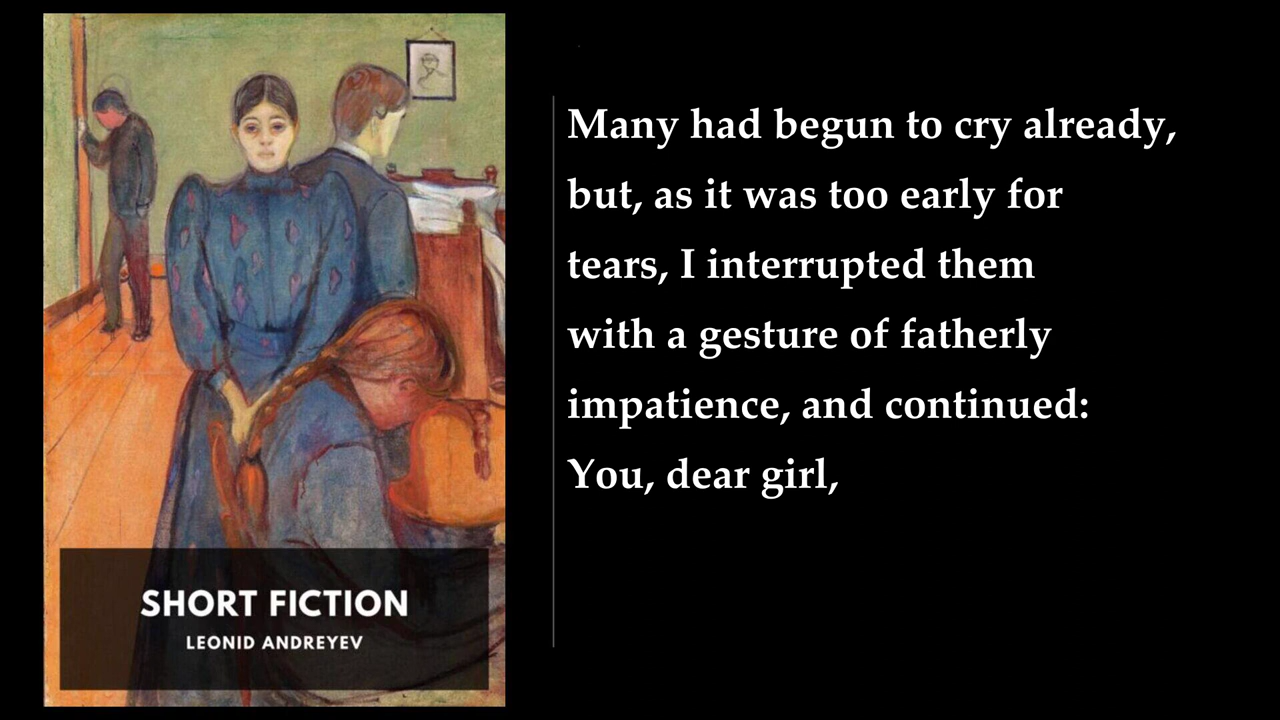 SHORT FICTION
LEONID ANDREYEV
Many had begun to cry already,
but, as it was too early for
tears, I interrupted them
with a gesture of fatherly
impatience, and continued:
You, dear girl,